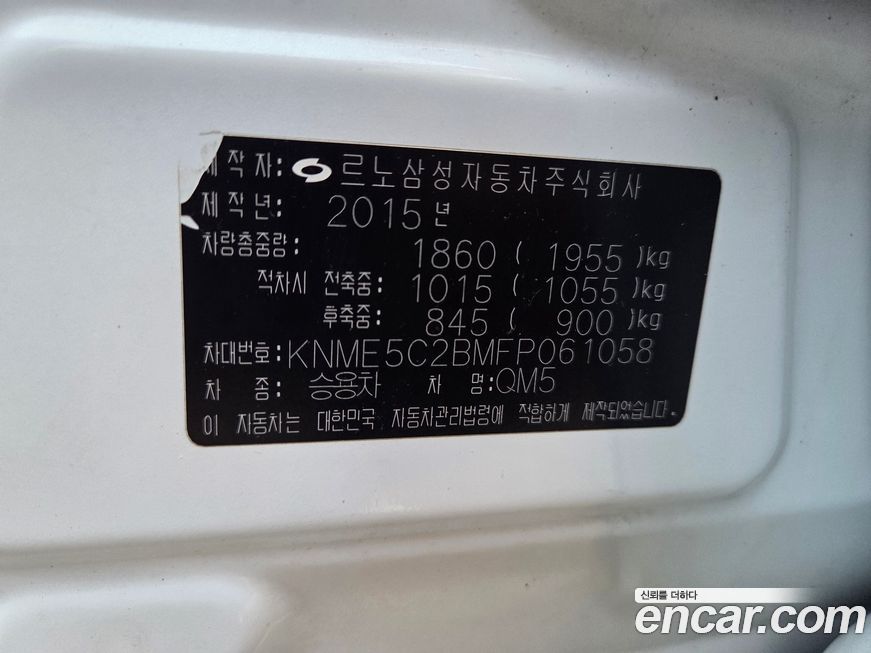 제 작 자: 르노삼성자동차주식회사
제 작 년: 2015년
차량총중량: 1860 ( 1955 )kg
적차시 전축중: 1015 ( 1055 )kg
후축중: 845 ( 900 )kg
차대번호: KNME5C2BMFP061058
차 종: 승용차 차 명: QM5
이 자동차는 대한민국 자동차관리법령에 적합하게 제작되었습니다.
신뢰를 더하다
encar.com